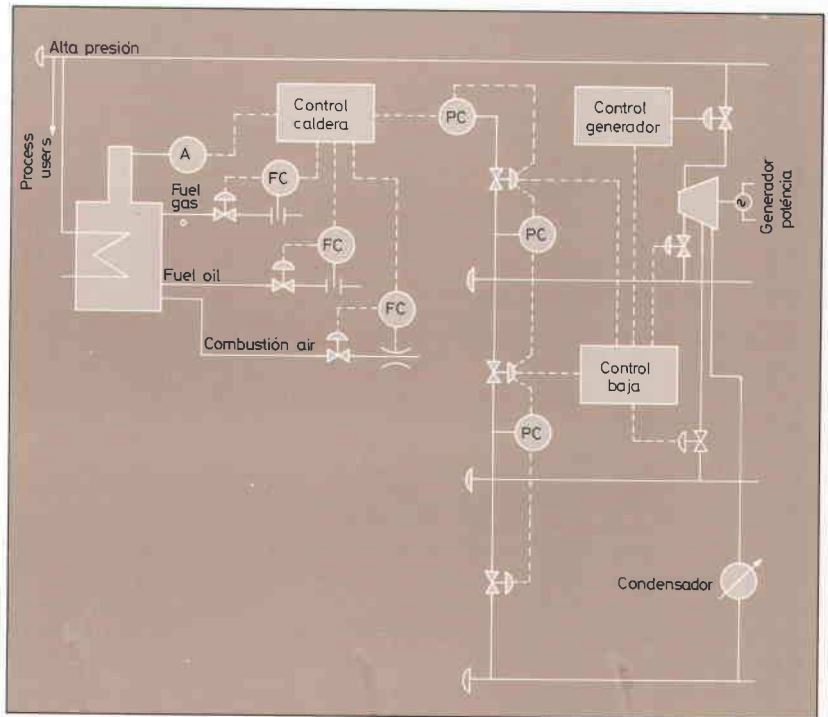 Alta presión
Process
users
Control
caldera
PC
Control
generador
A
FC
Fuel
gas
Generador
poténcia
FC
PC
Fuel oil
FC
Combustión air
Control
baja
PC
Condensador